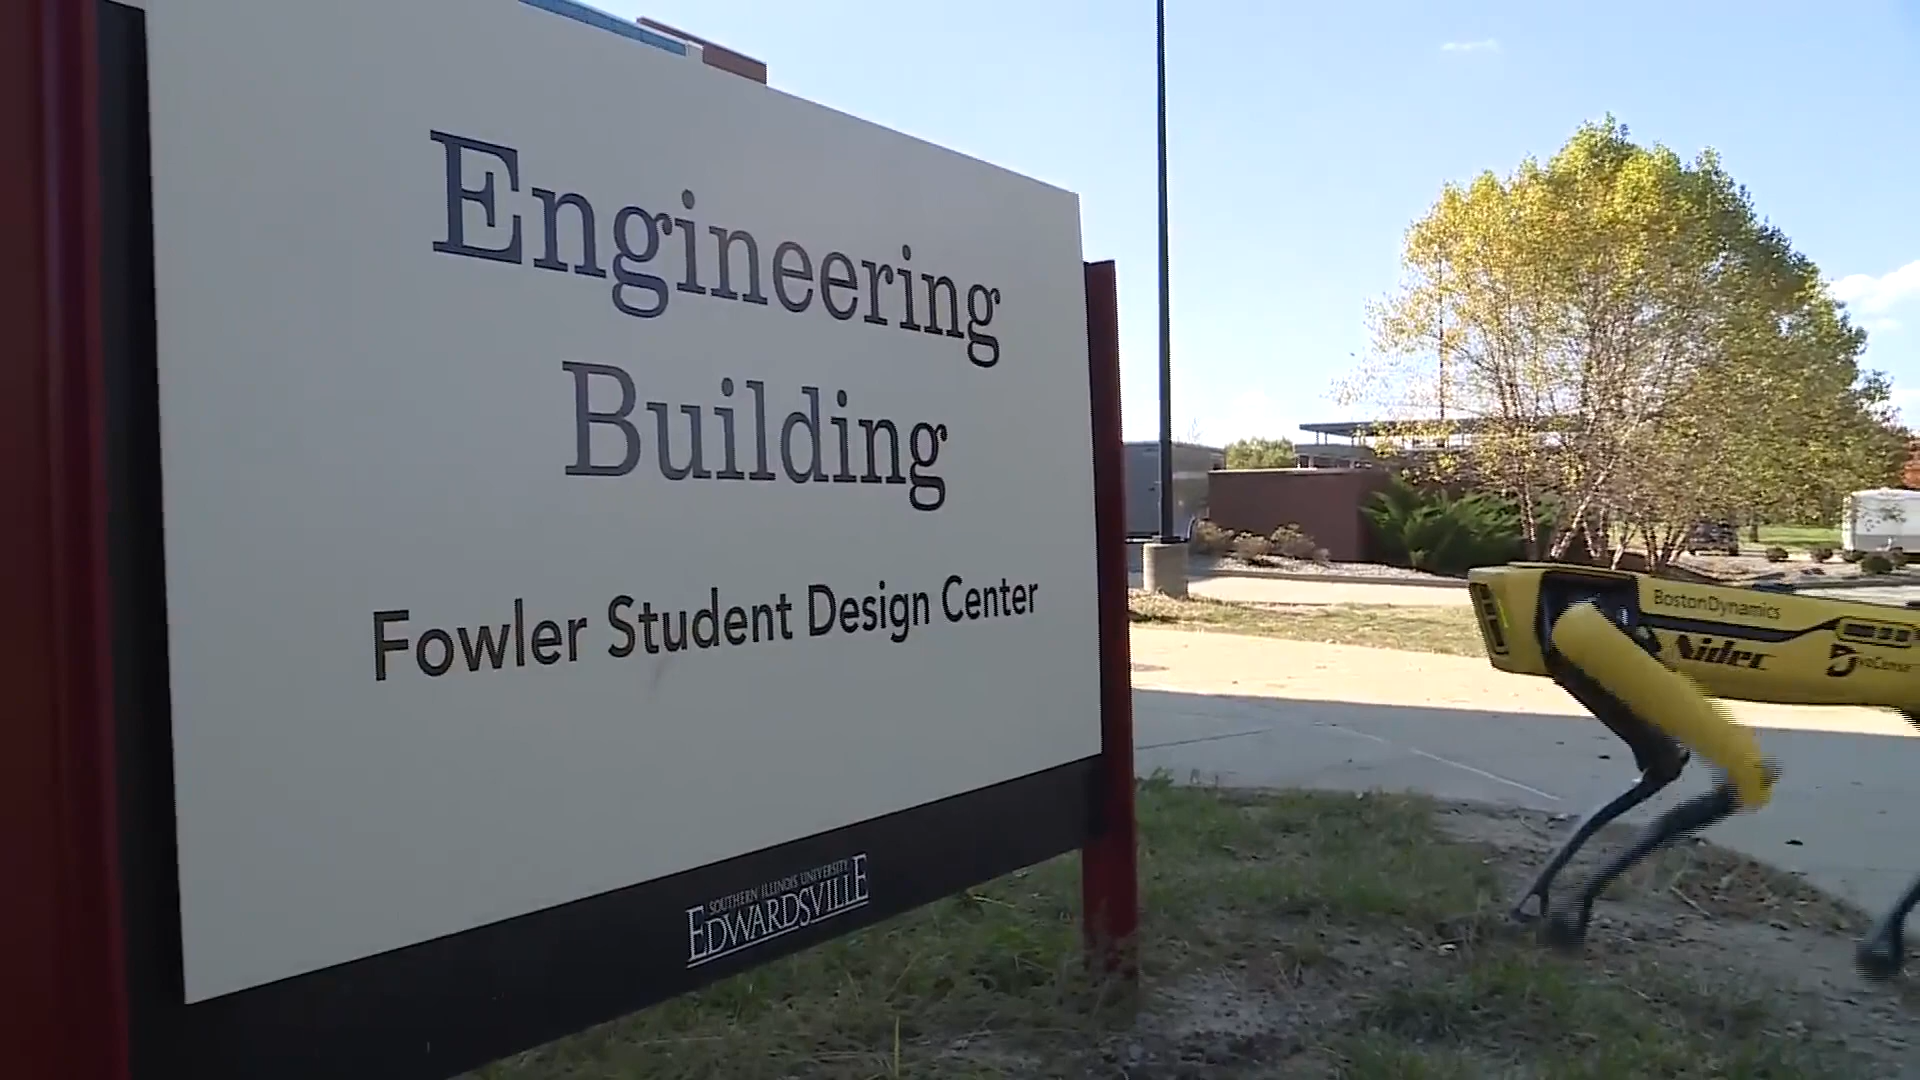 Engineering
Building
Fowler Student Design Center
SOUTHERN ILLINOIS UNIVERSITY
EDWARDSVILLE
BostonDynamics
Nidec